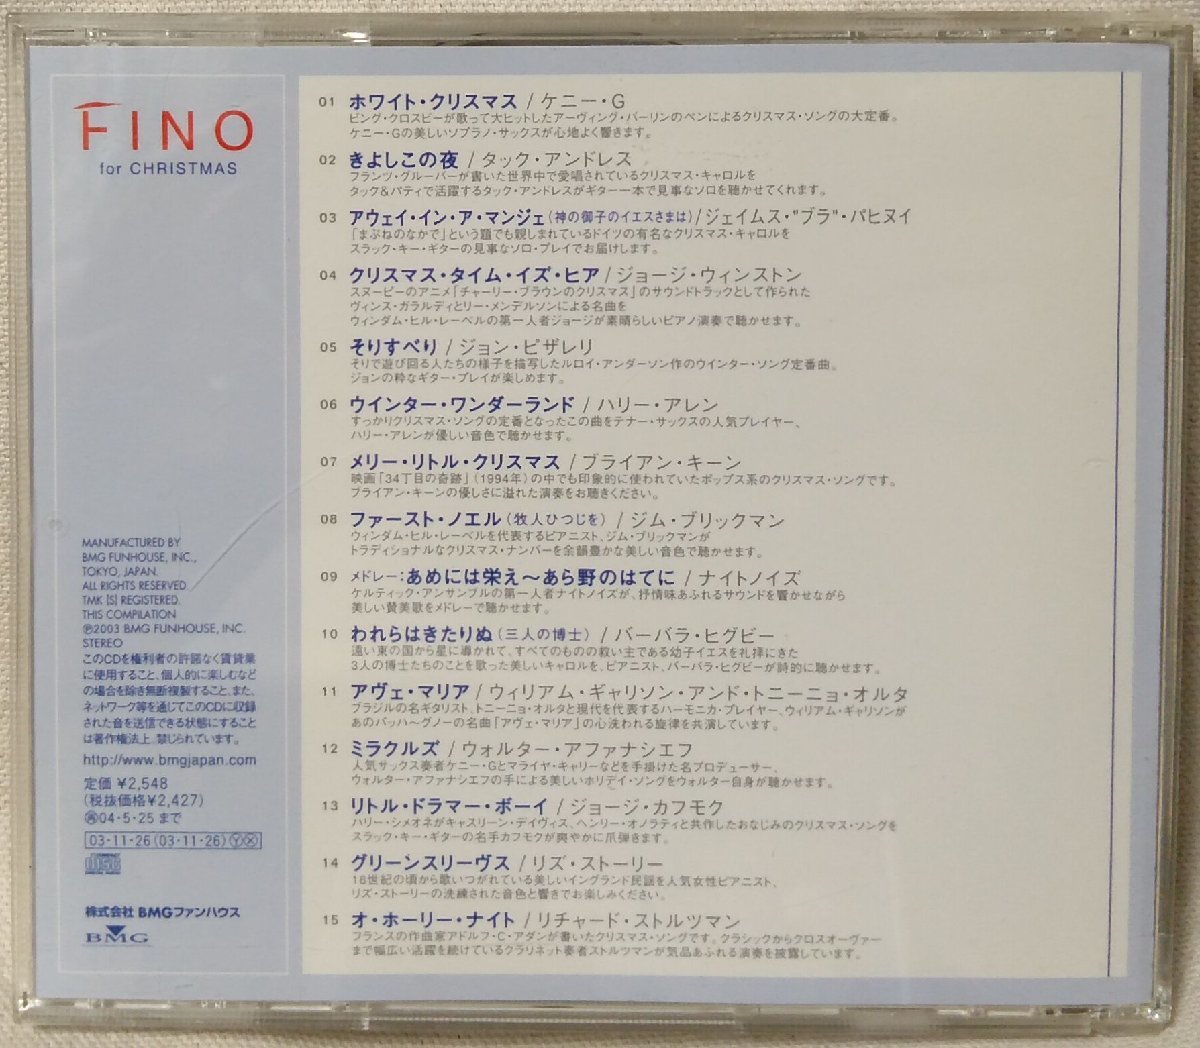 FINO
for CHRISTMAS
MANUFACTURED BY
BMG FUNHOUSE, INC.,
TOKYO, JAPAN.
ALL RIGHTS RESERVED.
TMK [S] REGISTERED.
THIS COMPILATION
℗2003 BMG FUNHOUSE, INC.
STEREO
このCDを権利者の許諾なく賃貸業
に使用すること、個人的に楽しむなど
の場合を除き無断複製すること、また、
ネットワーク等を通じてこのCDに収録
された音を送信できる状態にすること
は著作権法上、禁じられています。
http://www.bmgjapan.com
定価 ¥2,548
(税抜価格¥2,427)
㊢04・5・25まで
03・11・26(03・11・26)ⓎⓍ
株式会社 BMGファンハウス
BMG
01 ホワイト・クリスマス / ケニー・G
ビング・クロスビーが歌って大ヒットしたアーヴィング・バーリンのペンによるクリスマス・ソングの大定番。
ケニー・Gの美しいソプラノ・サックスが心地よく響きます。
02 きよしこの夜 / タック・アンドレス
フランツ・グルーバーが書いた世界中で愛唱されているクリスマス・キャロルを
タック&パティで活躍するタック・アンドレスがギター一本で見事なソロを聴かせてくれます。
03 アウェイ・イン・ア・マンジェ(神の御子のイエスさまは) / ジェイムス・"ブラ"・パヒヌイ
「まぶねのなかで」という題でも親しまれているドイツの有名なクリスマス・キャロルを
スラック・キー・ギターの見事なソロ・プレイでお届けします。
04 クリスマス・タイム・イズ・ヒア / ジョージ・ウィンストン
スヌーピーのアニメ「チャーリー・ブラウンのクリスマス」のサウンドトラックとして作られた
ヴィンス・ガラルディとリー・メンデルソンによる名曲を
ウィンダム・ヒル・レーベルの第一人者ジョージが素晴らしいピアノ演奏で聴かせます。
05 そりすべり / ジョン・ピザレリ
そりで遊び回る人たちの様子を描写したルロイ・アンダーソン作のウインター・ソング定番曲。
ジョンの粋なギター・プレイが楽しめます。
06 ウインター・ワンダーランド / ハリー・アレン
すっかりクリスマス・ソングの定番となったこの曲をテナー・サックスの人気プレイヤー、
ハリー・アレンが優しい音色で聴かせます。
07 メリー・リトル・クリスマス / ブライアン・キーン
映画「34丁目の奇跡」(1994年)の中でも印象的に使われていたポップス系のクリスマス・ソングです。
ブライアン・キーンの優しさに溢れた演奏をお聴きください。
08 ファースト・ノエル(牧人ひつじを) / ジム・ブリックマン
ウィンダム・ヒル・レーベルを代表するピアニスト、ジム・ブリックマンが
トラディショナルなクリスマス・ナンバーを余韻豊かな美しい音色で聴かせます。
09 メドレー:あめには栄え〜あら野のはてに / ナイトノイズ
ケルティック・アンサンブルの第一人者ナイトノイズが、抒情味あふれるサウンドを響かせながら
美しい賛美歌をメドレーで聴かせます。
10 われらはきたりぬ(三人の博士) / バーバラ・ヒグビー
遠い東の国から星に導かれて、すべてのものの救い主である幼子イエスを礼拝にきた
3人の博士たちのことを歌った美しいキャロルを、ピアニスト、バーバラ・ヒグビーが詩的に聴かせます。
11 アヴェ・マリア / ウィリアム・ギャリソン・アンド・トニーニョ・オルタ
ブラジルの名ギタリスト、トニーニョ・オルタと現代を代表するハーモニカ・プレイヤー、ウィリアム・ギャリソンが
あのバッハ〜グノーの名曲「アヴェ・マリア」の心洗われる旋律を共演しています。
12 ミラクルズ / ウォルター・アファナシエフ
人気サックス奏者ケニー・Gとマライヤ・キャリーなどを手掛けた名プロデューサー、
ウォルター・アファナシエフの手による美しいホリデイ・ソングをウォルター自身が聴かせます。
13 リトル・ドラマー・ボーイ / ジョージ・カフモク
ハリー・シメオネがキャスリーン・デイヴィス、ヘンリー・オノラティと共作したおなじみのクリスマス・ソングを
スラック・キー・ギターの名手カフモクが爽やかに爪弾きます。
14 グリーンスリーヴス / リズ・ストーリー
16世紀の頃から歌いつがれている美しいイングランド民謡を人気女性ピアニスト、
リズ・ストーリーの洗練された音色と響きでお楽しみください。
15 オ・ホーリー・ナイト / リチャード・ストルツマン
フランスの作曲家アドルフ・C・アダンが書いたクリスマス・ソングです。クラシックからクロスオーヴァー
まで幅広い活躍を続けているクラリネット奏者ストルツマンが気品あふれる演奏を披露しています。